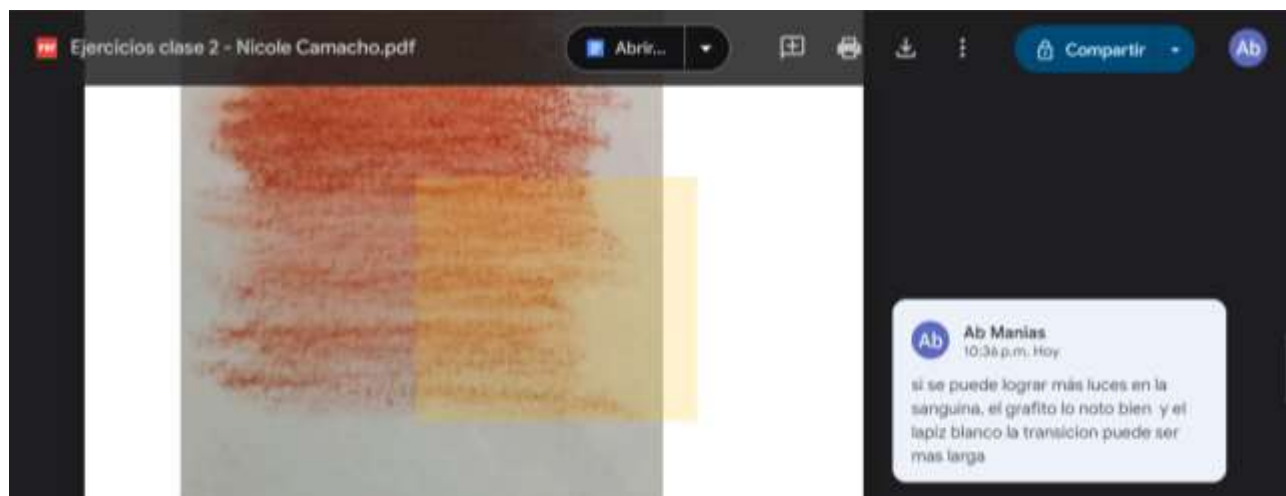 PDF Ejercicios clase 2 - Nicole Camacho.pdf Abrir... Compartir Ab
Ab Ab Manias
10:36 p.m. Hoy
si se puede lograr más luces en la
sanguina, el grafito lo noto bien y el
lapiz blanco la transicion puede ser
mas larga